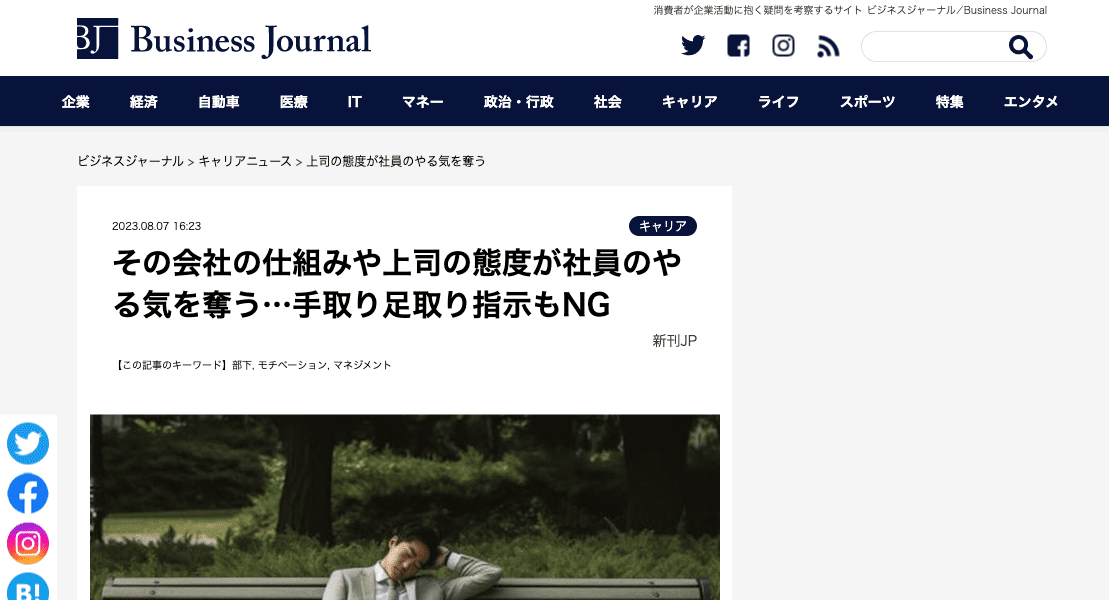 消費者が企業活動に抱く疑問を考察するサイト ビジネスジャーナル／Business Journal
BJ Business Journal
企業 経済 自動車 医療 IT マネー 政治・行政 社会 キャリア ライフ スポーツ 特集 エンタメ
ビジネスジャーナル > キャリアニュース > 上司の態度が社員のやる気を奪う
2023.08.07 16:23 キャリア
その会社の仕組みや上司の態度が社員のや
る気を奪う…手取り足取り指示もNG
新刊JP
【この記事のキーワード】部下, モチベーション, マネジメント
B!